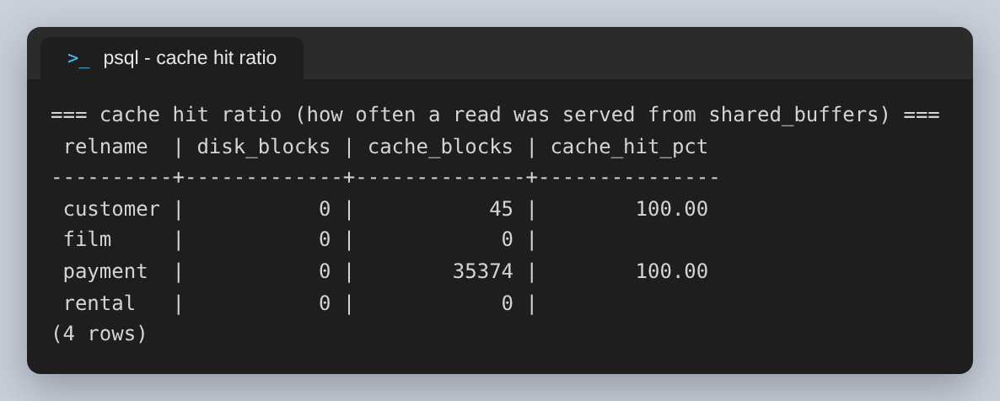 >_ psql - cache hit ratio
=== cache hit ratio (how often a read was served from shared_buffers) ===
 relname  | disk_blocks | cache_blocks | cache_hit_pct
----------+-------------+--------------+---------------
 customer |           0 |           45 |        100.00
 film     |           0 |            0 |
 payment  |           0 |        35374 |        100.00
 rental   |           0 |            0 |
(4 rows)